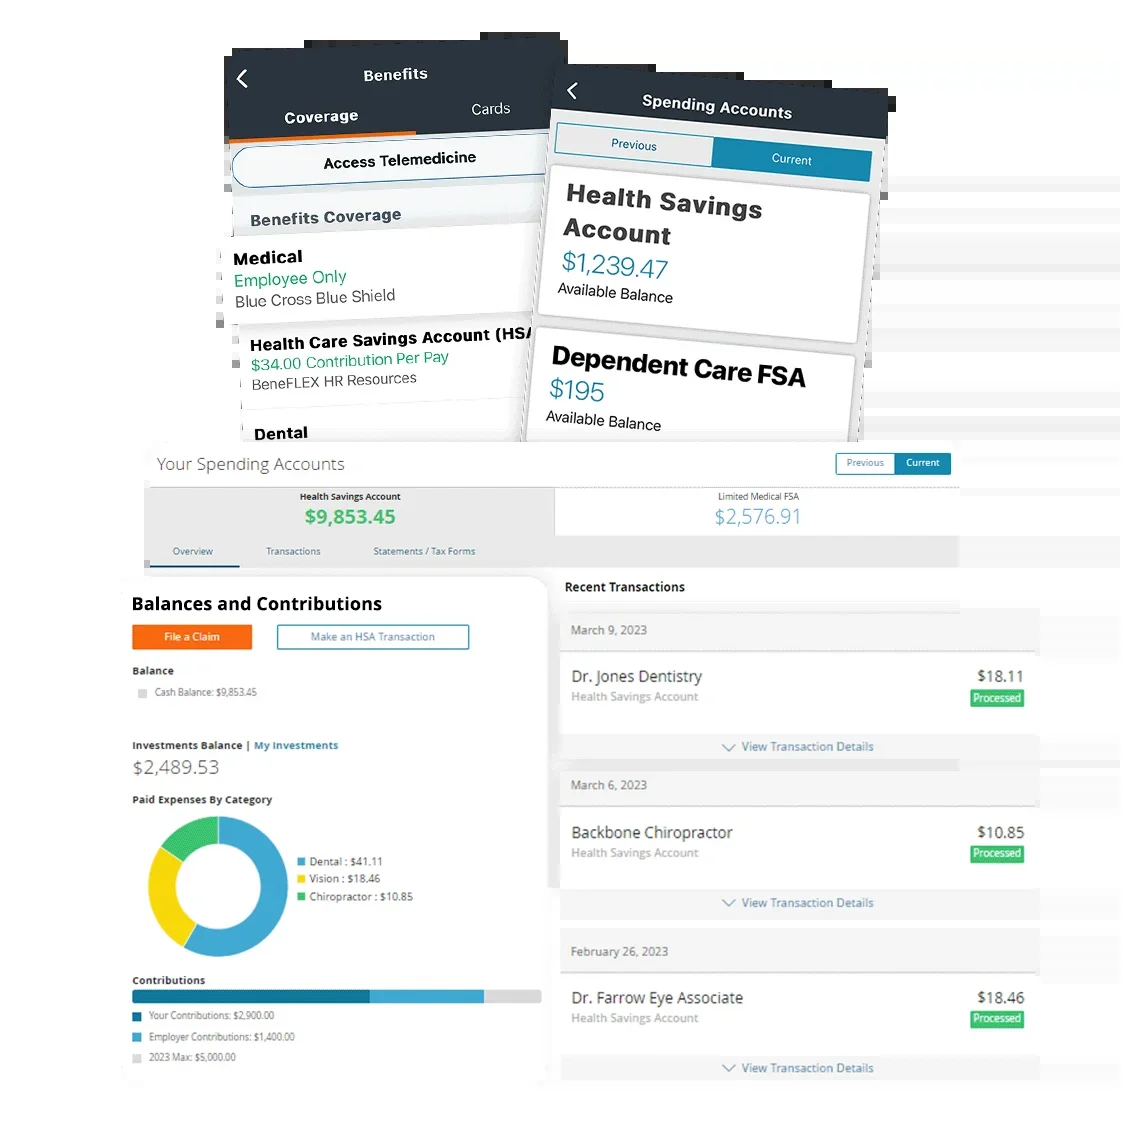 Benefits
Coverage
Cards
Access Telemedicine
Benefits Coverage
Medical
Employee Only
Blue Cross Blue Shield
Health Care Savings Account (HSA
$34.00 Contribution Per Pay
BeneFLEX HR Resources
Dental
Spending Accounts
Previous
Current
Health Savings
Account
$1,239.47
Available Balance
Dependent Care FSA
$195
Available Balance
Your Spending Accounts
Previous
Current
Health Savings Account
$9,853.45
Limited Medical FSA
$2,576.91
Overview
Transactions
Statements / Tax Forms
Balances and Contributions
File a Claim
Make an HSA Transaction
Balance
Cash Balance: $9,853.45
Investments Balance | My Investments
$2,489.53
Paid Expenses By Category
Dental : $41.11
Vision : $18.46
Chiropractor : $10.85
Contributions
Your Contributions: $2,900.00
Employer Contributions: $1,400.00
2023 Max: $5,000.00
Recent Transactions
March 9, 2023
Dr. Jones Dentistry
$18.11
Health Savings Account
Processed
View Transaction Details
March 6, 2023
Backbone Chiropractor
$10.85
Health Savings Account
Processed
View Transaction Details
February 26, 2023
Dr. Farrow Eye Associate
$18.46
Health Savings Account
Processed
View Transaction Details